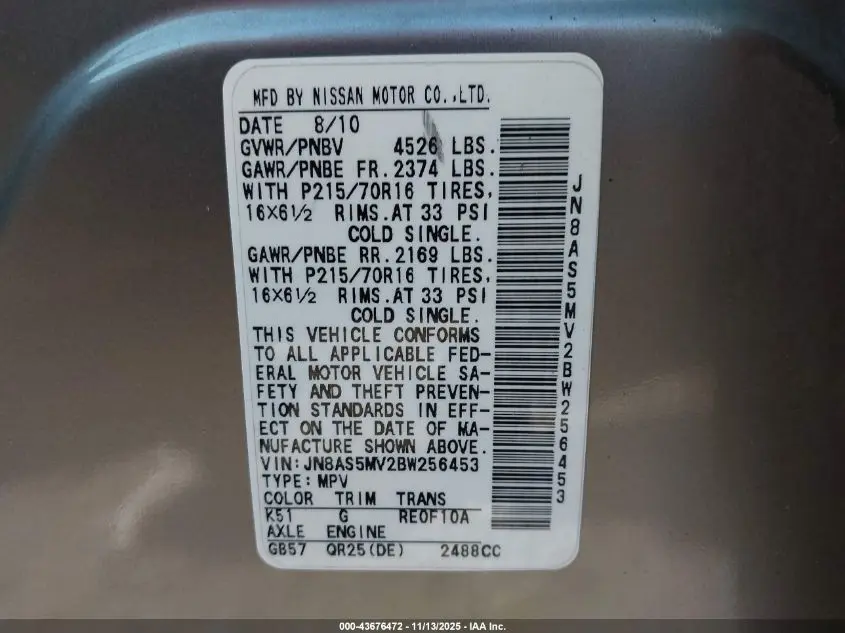 MFD BY NISSAN MOTOR CO.,LTD.
DATE 8/10
GVWR/PNBV 4526 LBS.
GAWR/PNBE FR.2374 LBS.
WITH P215/70R16 TIRES,
16X6½ RIMS.AT 33 PSI
COLD SINGLE.
GAWR/PNBE RR.2169 LBS.
WITH P215/70R16 TIRES,
16X6½ RIMS.AT 33 PSI
COLD SINGLE.
THIS VEHICLE CONFORMS
TO ALL APPLICABLE FED-
ERAL MOTOR VEHICLE SA-
FETY AND THEFT PREVEN-
TION STANDARDS IN EFF-
ECT ON THE DATE OF MA-
NUFACTURE SHOWN ABOVE.
VIN:JN8AS5MV2BW256453
TYPE:MPV
COLOR TRIM TRANS
K51 G RE0F10A
AXLE ENGINE
GB57 QR25(DE) 2488CC
JN8AS5MV2BW256453
000-43676472 - 11/13/2025 - IAA Inc.